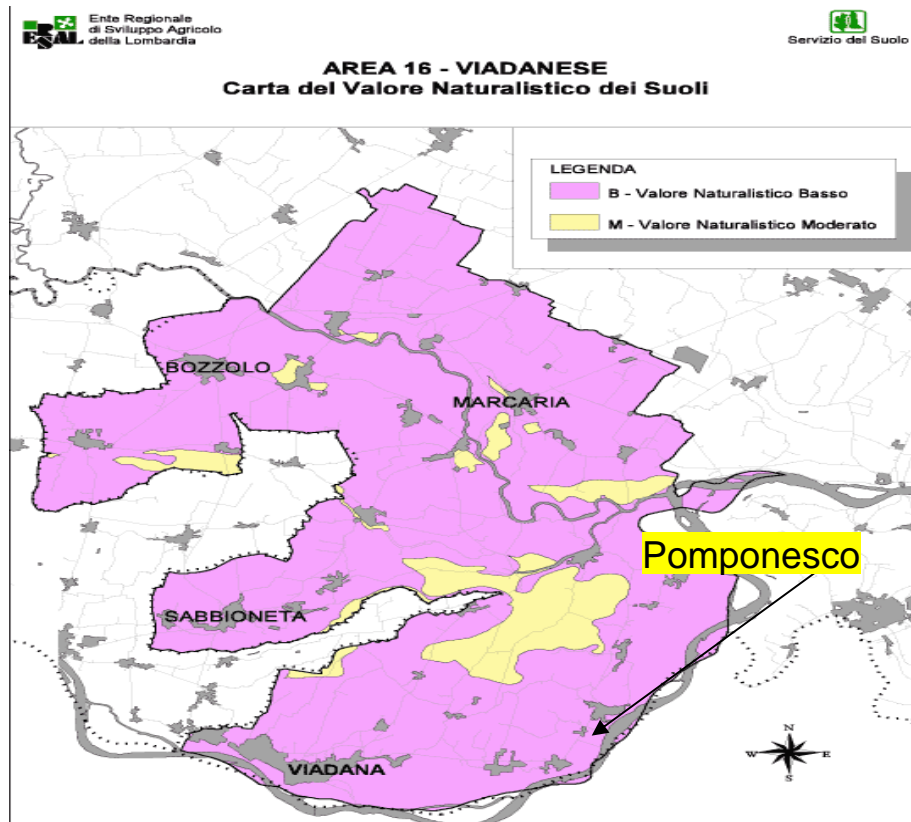 ERSAL
Ente Regionale
di Sviluppo Agricolo
della Lombardia
Servizio del Suolo
AREA 16 - VIADANESE
Carta del Valore Naturalistico dei Suoli
LEGENDA
B - Valore Naturalistico Basso
M - Valore Naturalistico Moderato
BOZZOLO
MARCARIA
Pomponesco
SABBIONETA
VIADANA
N
W E
S